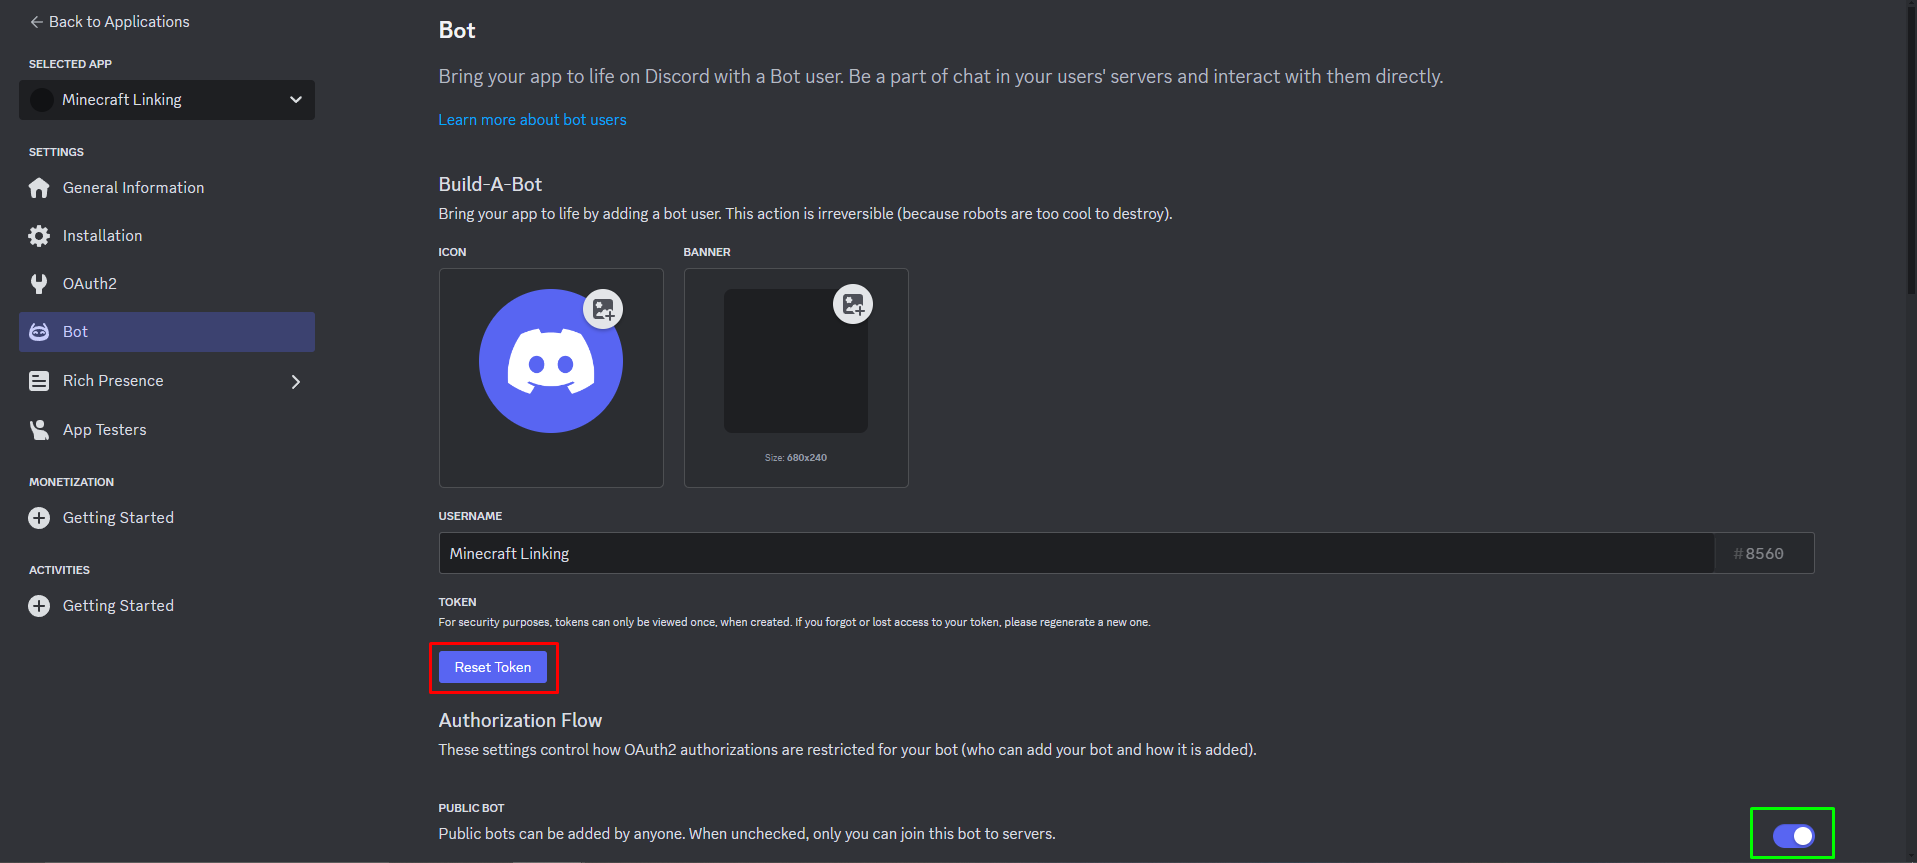 Back to Applications
SELECTED APP
Minecraft Linking
SETTINGS
General Information
Installation
OAuth2
Bot
Rich Presence
App Testers
MONETIZATION
Getting Started
ACTIVITIES
Getting Started
Bot
Bring your app to life on Discord with a Bot user. Be a part of chat in your users' servers and interact with them directly.
Learn more about bot users
Build-A-Bot
Bring your app to life by adding a bot user. This action is irreversible (because robots are too cool to destroy).
ICON
BANNER
Size: 680x240
USERNAME
Minecraft Linking
#8560
TOKEN
For security purposes, tokens can only be viewed once, when created. If you forgot or lost access to your token, please regenerate a new one.
Reset Token
Authorization Flow
These settings control how OAuth2 authorizations are restricted for your bot (who can add your bot and how it is added).
PUBLIC BOT
Public bots can be added by anyone. When unchecked, only you can join this bot to servers.